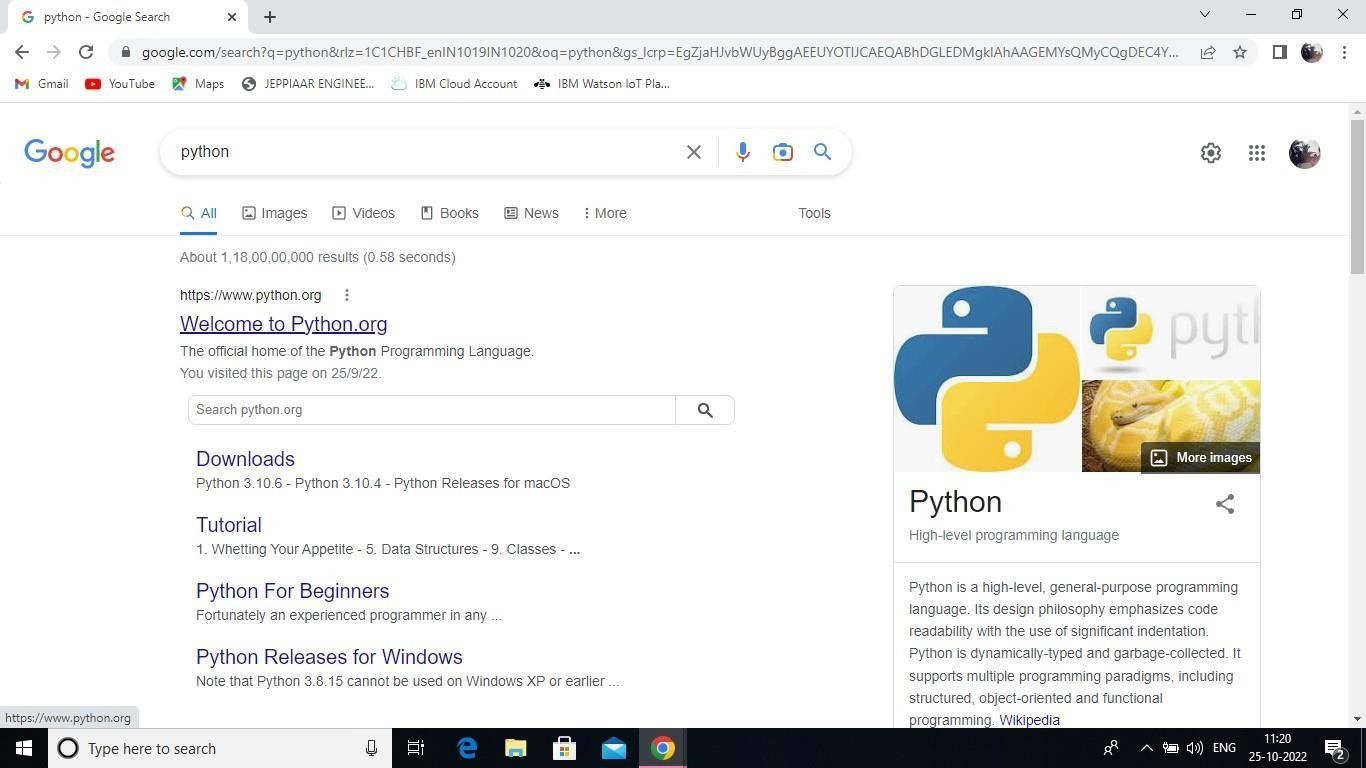 python - Google Search
google.com/search?q=python&rlz=1C1CHBF_enIN1019IN1020&oq=python&gs_lcrp=EgZjaHJvbWUyBggAEEUYOTIJCAEQABhDGLEDMgkIAhAAGEMYsQMyCQgDEC4Y...
Gmail YouTube Maps JEPPIAAR ENGINEE... IBM Cloud Account IBM Watson IoT Pla...
Google python
All Images Videos Books News More Tools
About 1,18,00,00,000 results (0.58 seconds)
https://www.python.org
Welcome to Python.org
The official home of the Python Programming Language.
You visited this page on 25/9/22.
Search python.org
Downloads
Python 3.10.6 - Python 3.10.4 - Python Releases for macOS
Tutorial
1. Whetting Your Appetite - 5. Data Structures - 9. Classes - ...
Python For Beginners
Fortunately an experienced programmer in any ...
Python Releases for Windows
Note that Python 3.8.15 cannot be used on Windows XP or earlier ...
pyth
More images
Python
High-level programming language
Python is a high-level, general-purpose programming
language. Its design philosophy emphasizes code
readability with the use of significant indentation.
Python is dynamically-typed and garbage-collected. It
supports multiple programming paradigms, including
structured, object-oriented and functional
programming. Wikipedia
https://www.python.org
Type here to search
ENG
11:20
25-10-2022
2